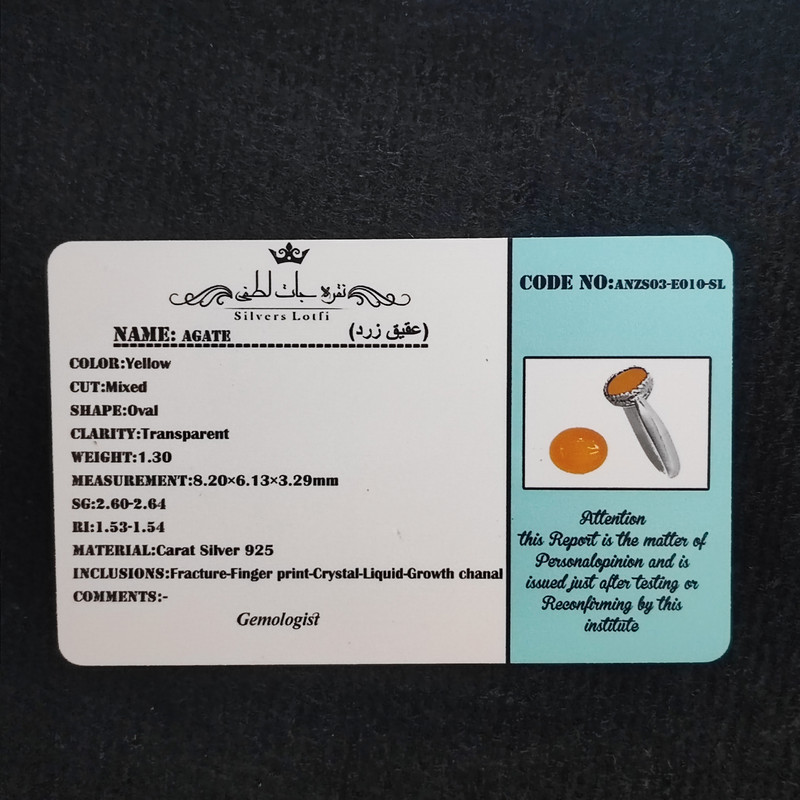 نقره جات لطفی
Silvers Lotfi
NAME: AGATE (عقیق زرد)
COLOR:Yellow
CUT:Mixed
SHAPE:Oval
CLARITY:Transparent
WEIGHT:1.30
MEASUREMENT:8.20×6.13×3.29mm
SG:2.60-2.64
RI:1.53-1.54
MATERIAL:Carat Silver 925
INCLUSIONS:Fracture-Finger print-Crystal-Liquid-Growth chanal
COMMENTS:-
Gemologist
CODE NO:ANZS03-E010-SL
Attention
this Report is the matter of
Personalopinion and is
issued just after testing or
Reconfirming by this
institute